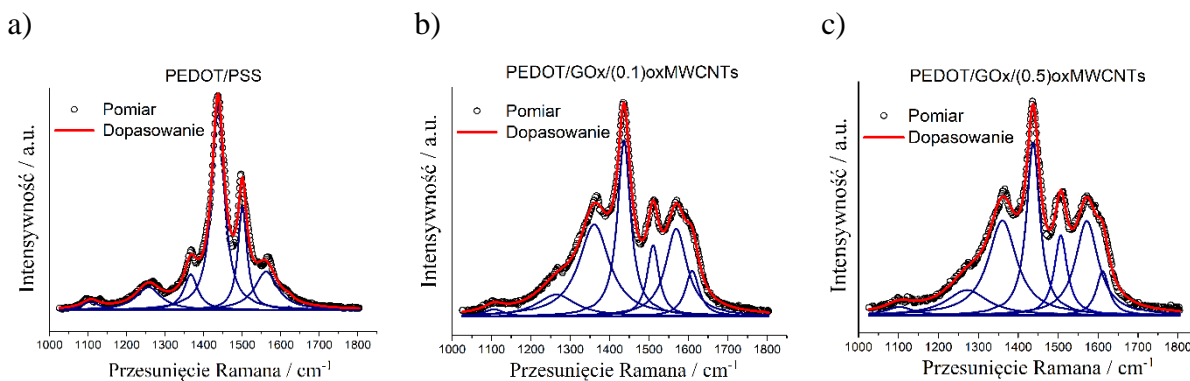 a)
PEDOT/PSS
Pomiar
Dopasowanie
Intensywność / a.u.
1000 1100 1200 1300 1400 1500 1600 1700 1800
Przesunięcie Ramana / cm⁻¹
b)
PEDOT/GOx/(0.1)oxMWCNTs
Pomiar
Dopasowanie
Intensywność / a.u.
1000 1100 1200 1300 1400 1500 1600 1700 1800
Przesunięcie Ramana / cm⁻¹
c)
PEDOT/GOx/(0.5)oxMWCNTs
Pomiar
Dopasowanie
Intensywność / a.u.
1000 1100 1200 1300 1400 1500 1600 1700 1800
Przesunięcie Ramana / cm⁻¹